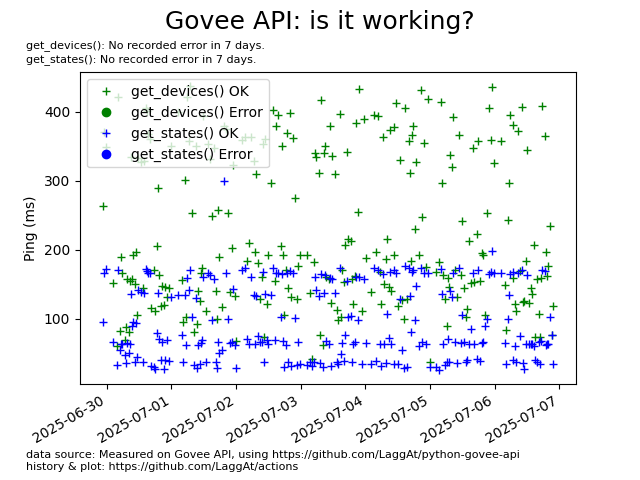 Govee API: is it working?
get_devices(): No recorded error in 7 days.
get_states(): No recorded error in 7 days.
get_devices() OK
get_devices() Error
get_states() OK
get_states() Error
Ping (ms)
400
300
200
100
2025-06-30
2025-07-01
2025-07-02
2025-07-03
2025-07-04
2025-07-05
2025-07-06
2025-07-07
data source: Measured on Govee API, using https://github.com/LaggAt/python-govee-api
history & plot: https://github.com/LaggAt/actions